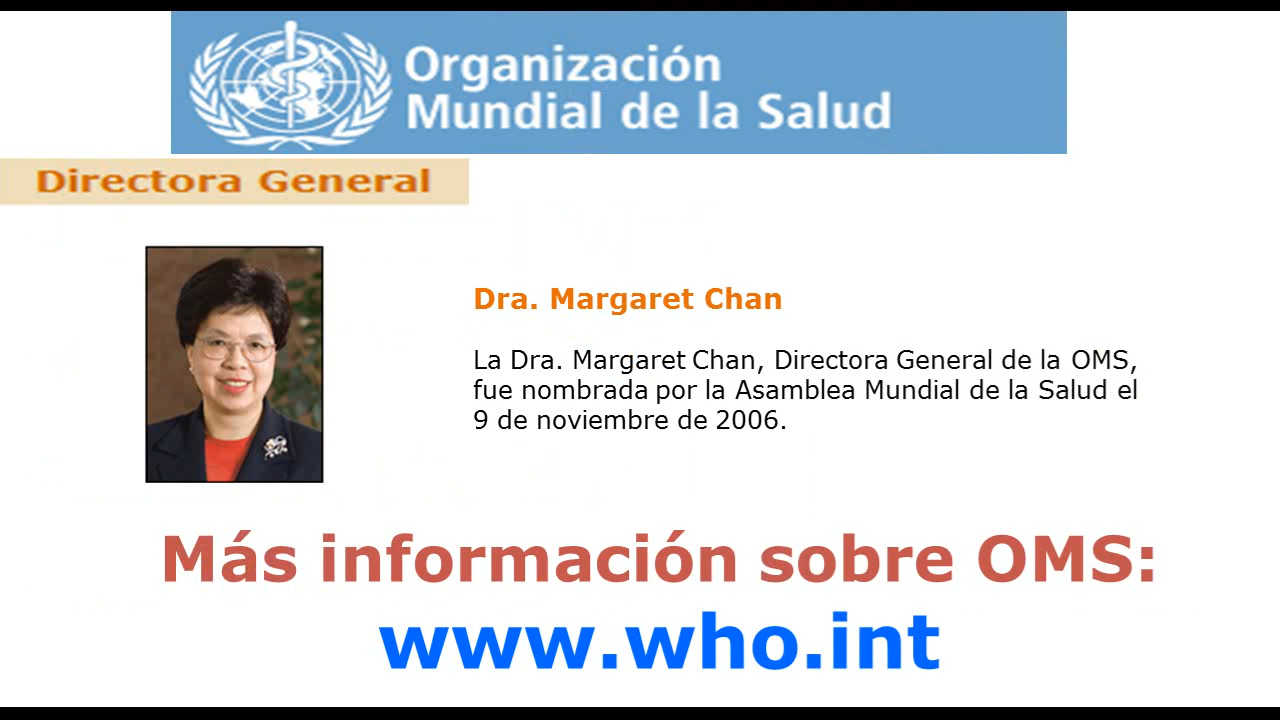 Organización
Mundial de la Salud
Directora General
Dra. Margaret Chan
La Dra. Margaret Chan, Directora General de la OMS,
fue nombrada por la Asamblea Mundial de la Salud el
9 de noviembre de 2006.
Más información sobre OMS:
www.who.int